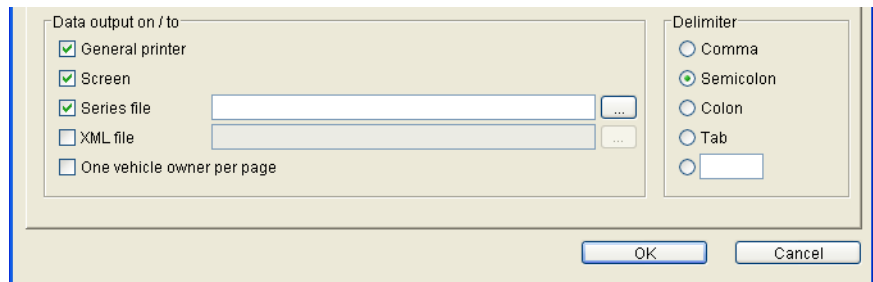 Data output on / to
General printer
Screen
Series file ...
XML file ...
One vehicle owner per page
Delimiter
Comma
Semicolon
Colon
Tab
OK Cancel